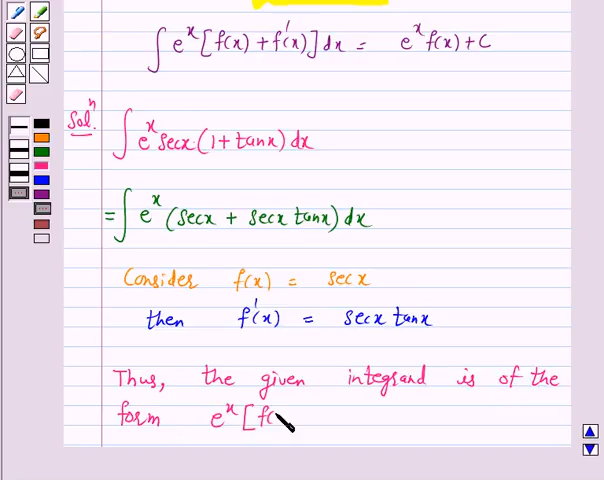 ∫ eˣ [f(x) + f'(x)] dx = eˣ f(x) + C
Solⁿ. ∫ eˣ secx (1 + tanx) dx
= ∫ eˣ (secx + secx tanx) dx
Consider f(x) = secx
then f'(x) = secx tanx
Thus, the given integrand is of the
form eˣ [f(